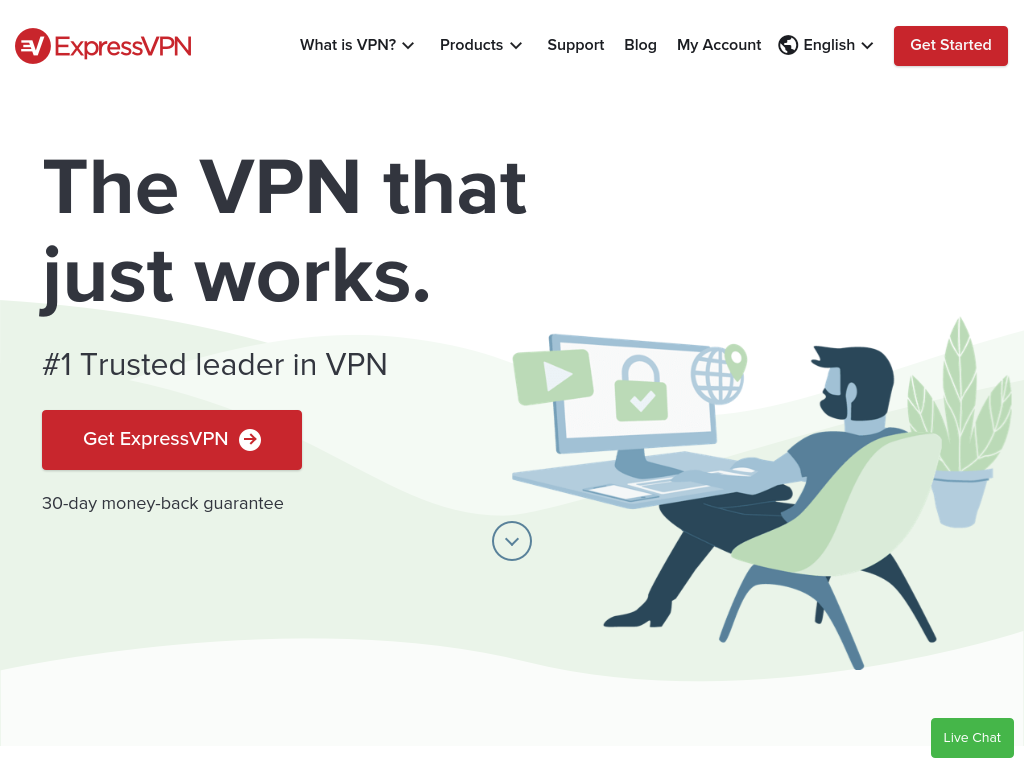 ExpressVPN
What is VPN? Products Support Blog My Account English Get Started
The VPN that
just works.
#1 Trusted leader in VPN
Get ExpressVPN
30-day money-back guarantee
Live Chat